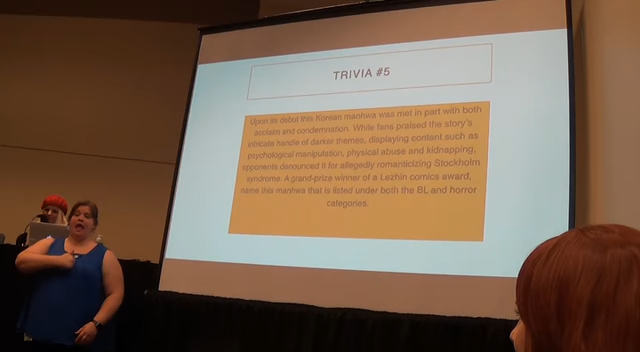 TRIVIA #5
Upon its debut this Korean manhwa was met in part with both
acclaim and condemnation. While fans praised the story's
intricate handle of darker themes, displaying content such as
psychological manipulation, physical abuse and kidnapping,
opponents denounced it for allegedly romanticizing Stockholm
syndrome. A grand-prize winner of a Lezhin comics award,
name this manhwa that is listed under both the BL and horror
categories.